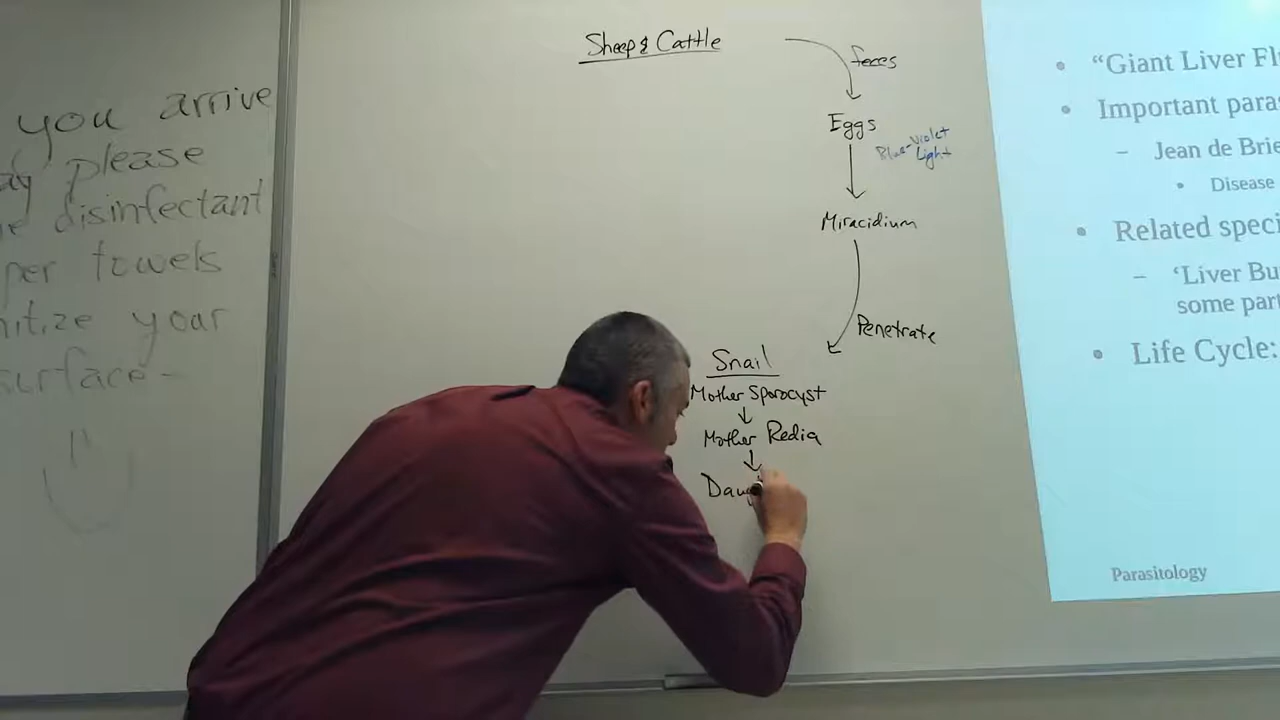 you arrive
please
disinfectant
towels
your
surface-
Sheep & Cattle
feces
Eggs
Blue-Violet
Light
Miracidium
Penetrate
Snail
Mother Sporocyst
Mother Redia
Dau
• "Giant Liver Fl
• Important para
– Jean de Brie
• Disease
• Related speci
– 'Liver Bu
some part
• Life Cycle:
Parasitology